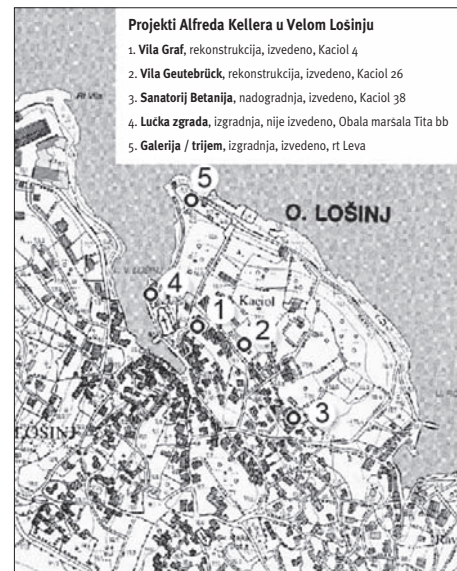 Projekti Alfreda Kellera u Velom Lošinju
1. Vila Graf, rekonstrukcija, izvedeno, Kaciol 4
2. Vila Geutebrück, rekonstrukcija, izvedeno, Kaciol 26
3. Sanatorij Betanija, nadogradnja, izvedeno, Kaciol 38
4. Lučka zgrada, izgradnja, nije izvedeno, Obala marsala Tita bb
5. Galerija / trijem, izgradnja, izvedeno, rt Leva
5
O. LOŠINJ
4
Kaciol
1
2
3
LOŠINJ